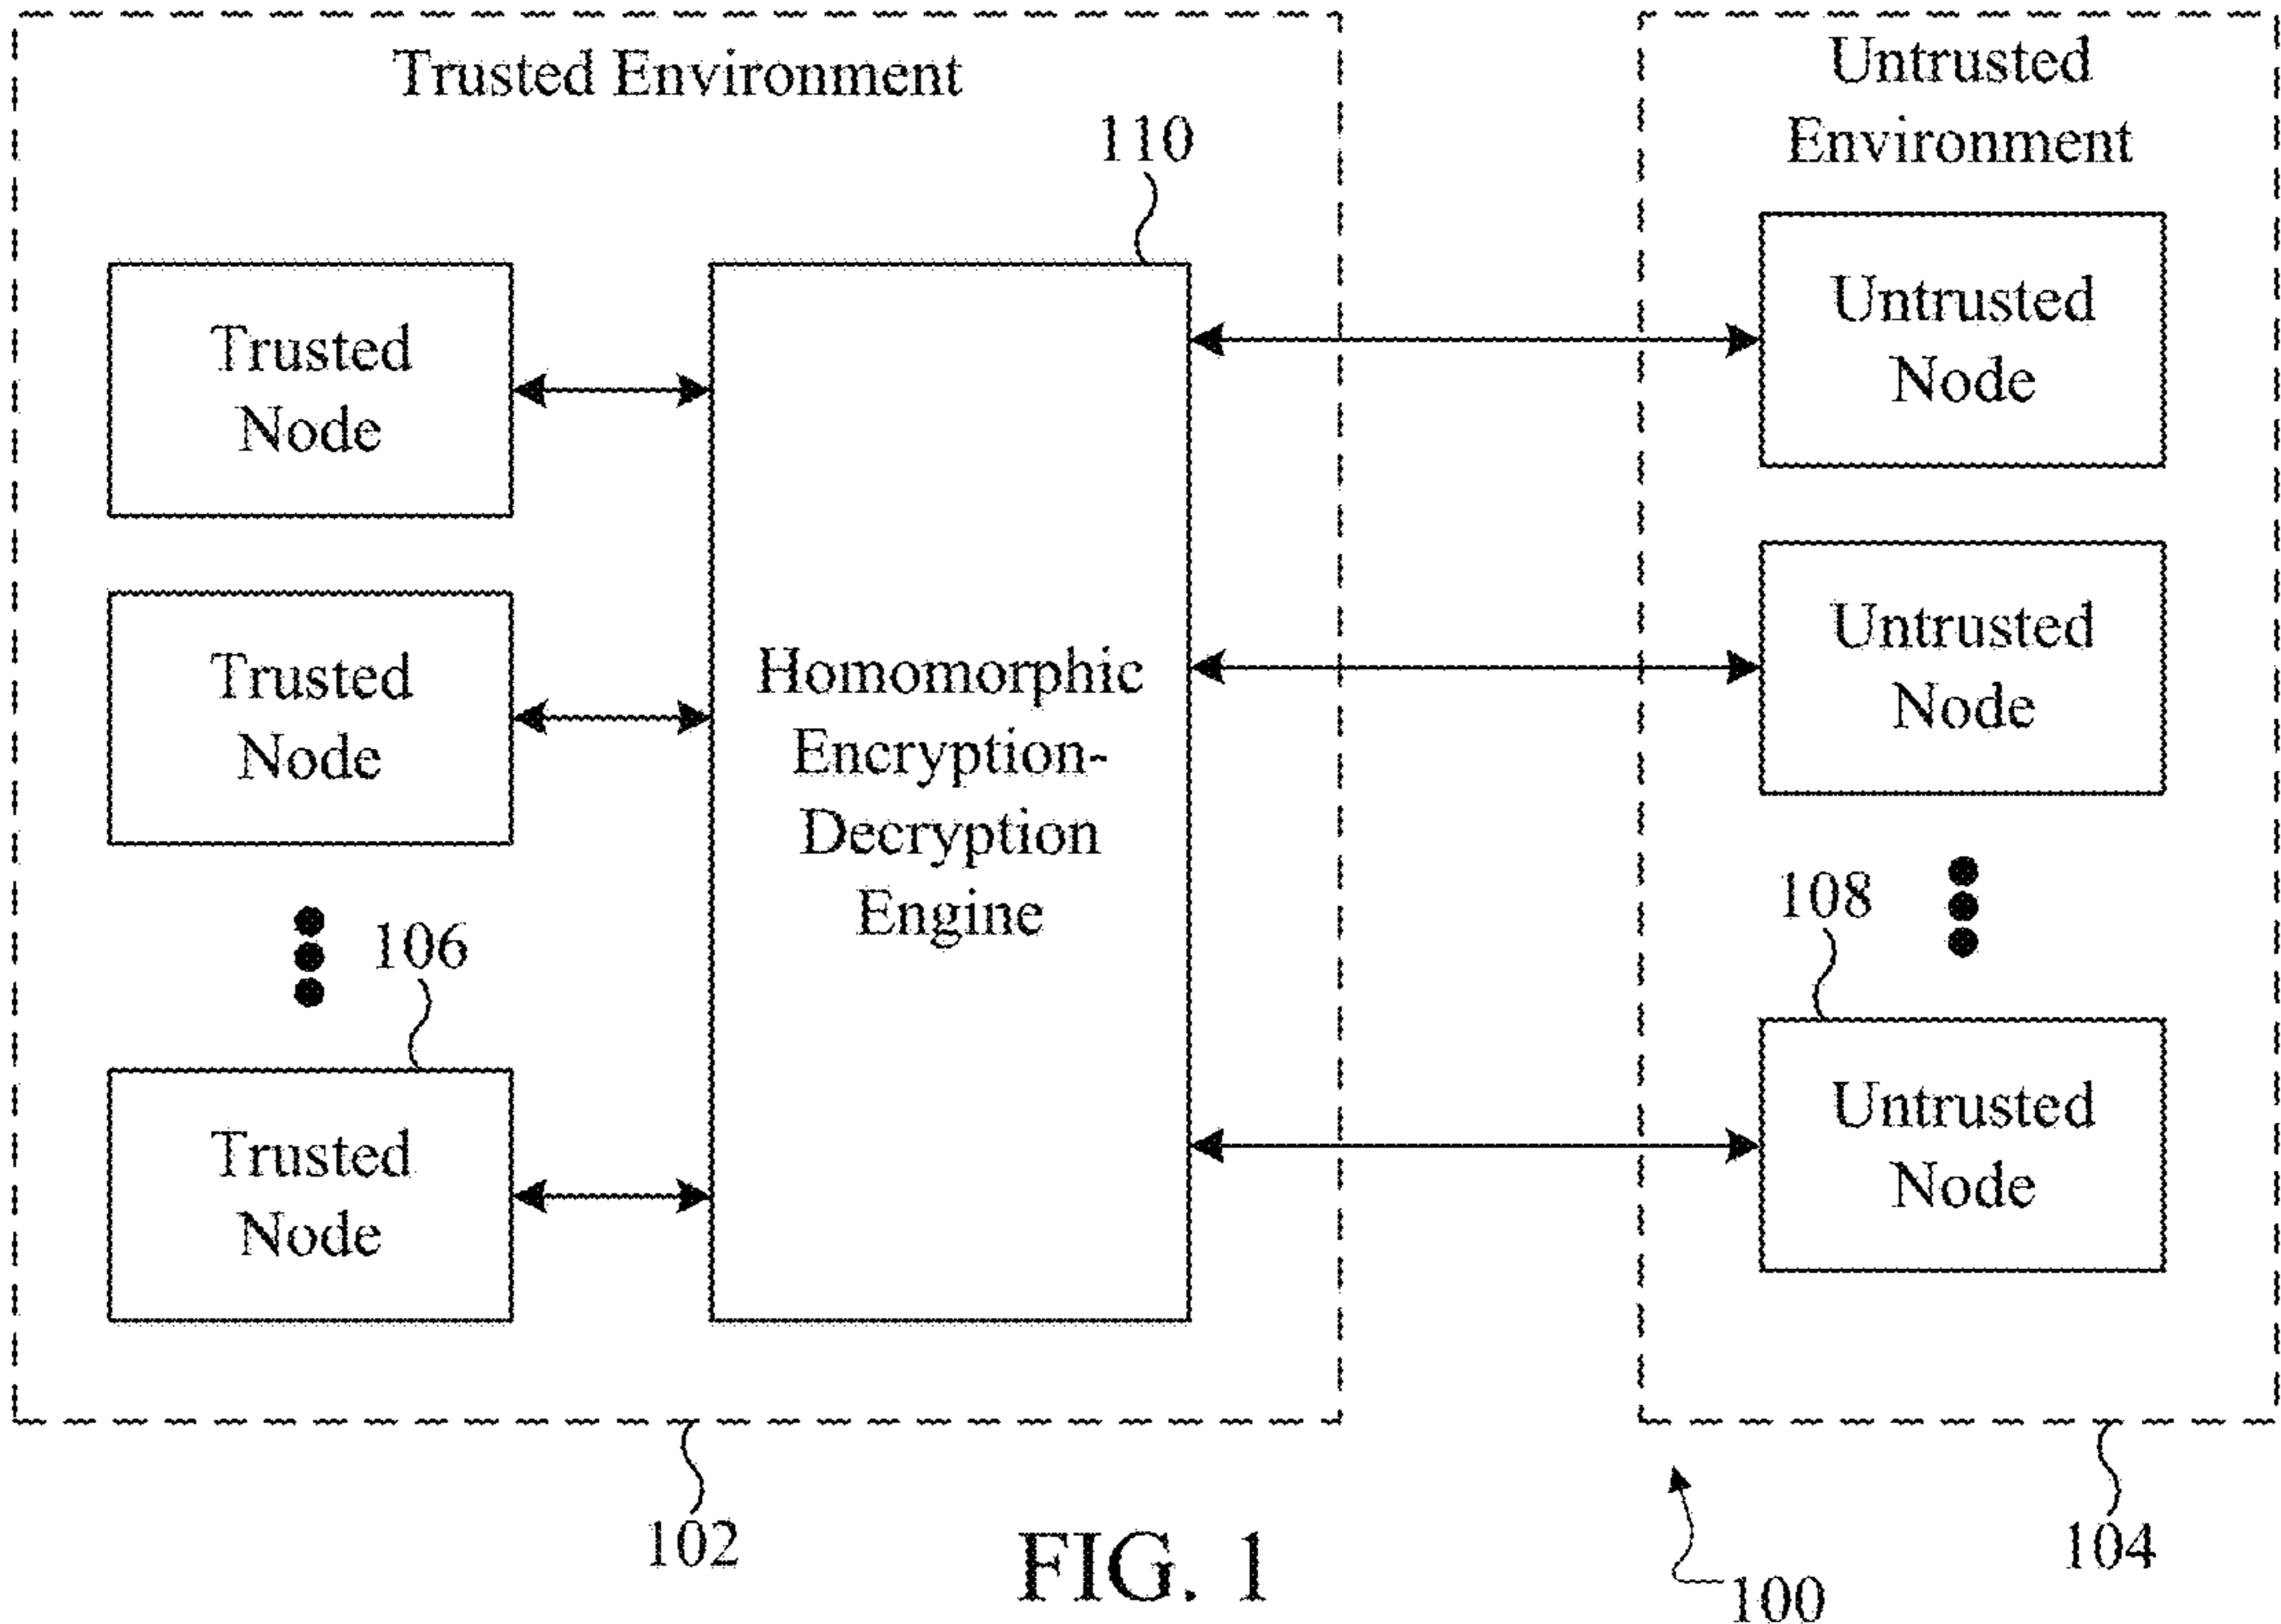 Trusted Environment
110
Trusted
Node
Trusted
Node
106
Trusted
Node
Homomorphic
Encryption-
Decryption
Engine
Untrusted
Environment
Untrusted
Node
Untrusted
Node
108
Untrusted
Node
102
FIG. 1
100
104